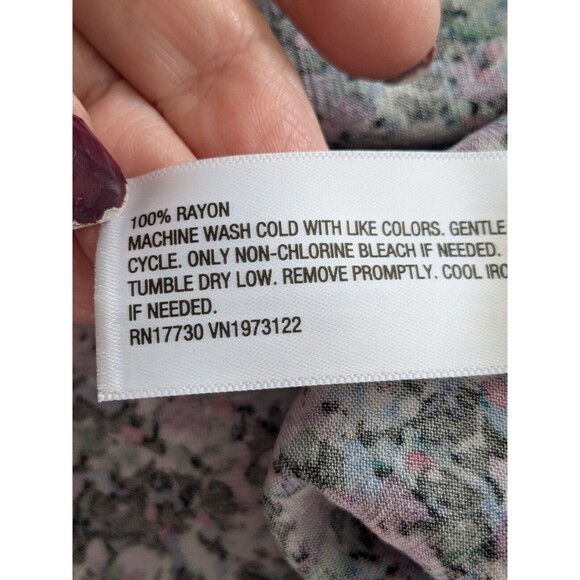 100% RAYON
MACHINE WASH COLD WITH LIKE COLORS. GENTLE
CYCLE. ONLY NON-CHLORINE BLEACH IF NEEDED.
TUMBLE DRY LOW. REMOVE PROMPTLY. COOL IRO
IF NEEDED.
RN17730 VN1973122